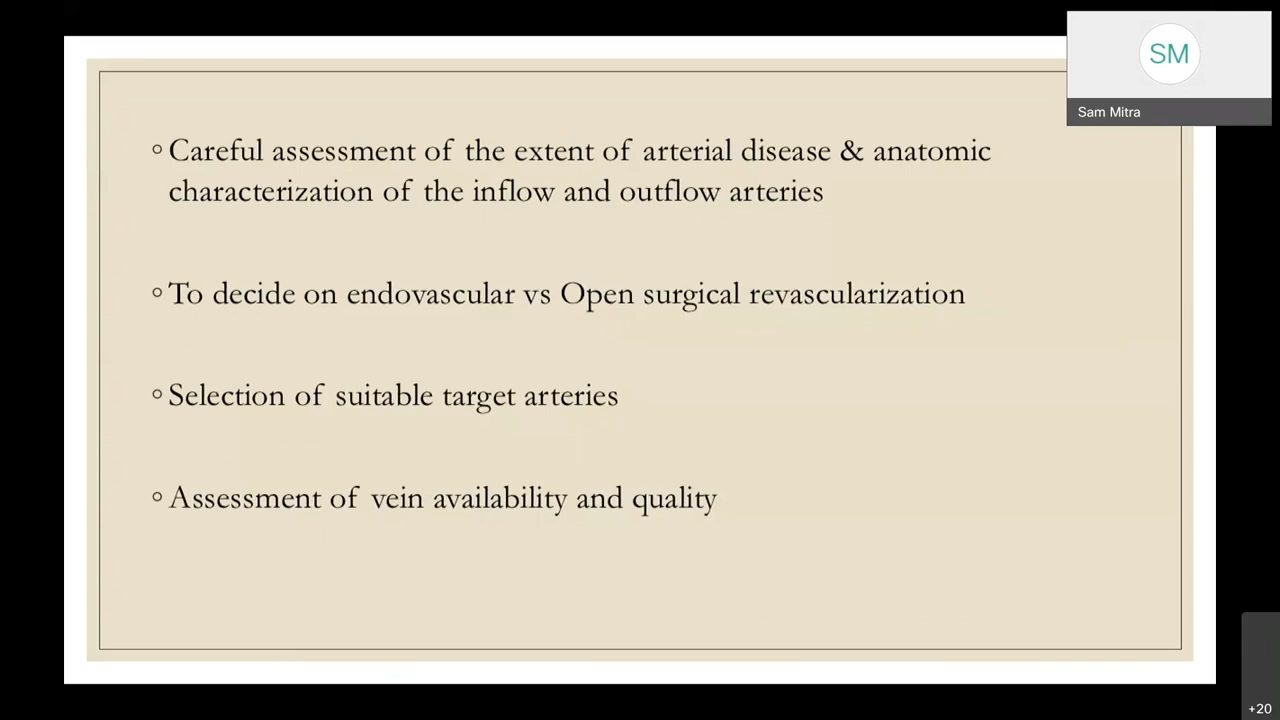 SM
Sam Mitra
◦ Careful assessment of the extent of arterial disease & anatomic
characterization of the inflow and outflow arteries
◦ To decide on endovascular vs Open surgical revascularization
◦ Selection of suitable target arteries
◦ Assessment of vein availability and quality
+20